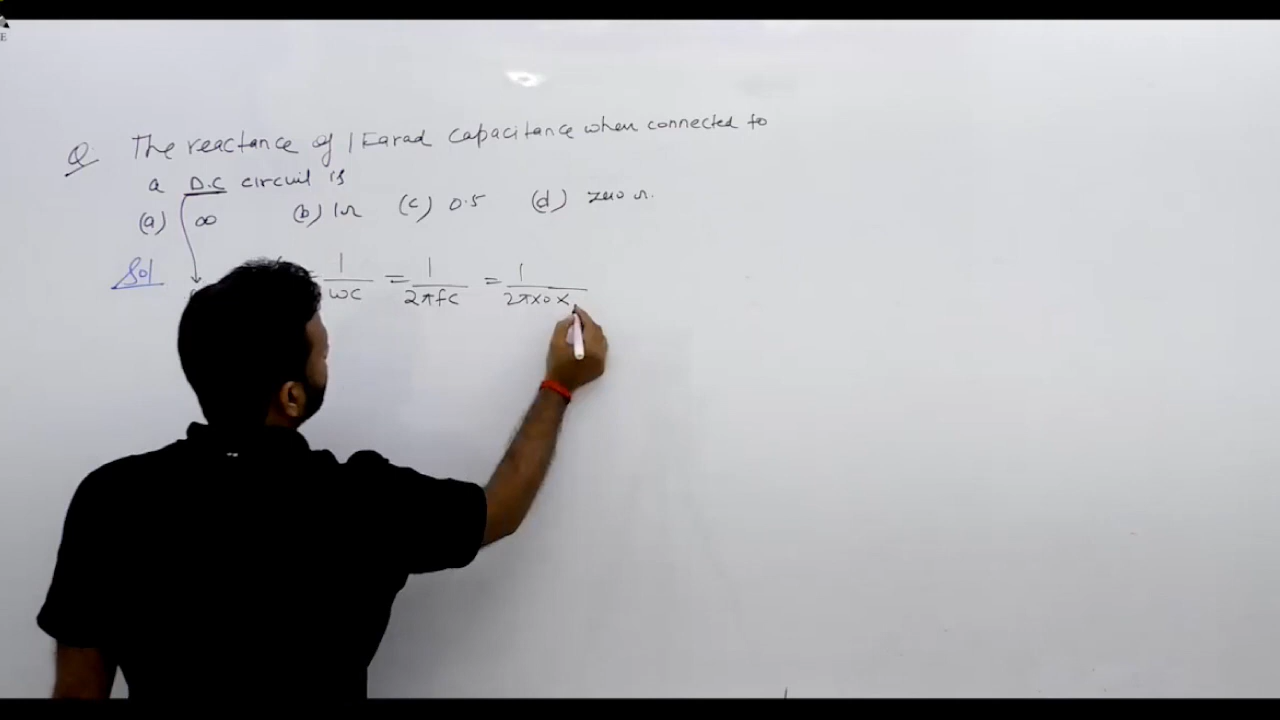 E
Q. The reactance of 1 Farad capacitance when connected to
a D.C circuit is
(a) ∞ (b) 1Ω (c) 0.5 (d) zero Ω.
Sol 1/ωC = 1/2πfC = 1/2π×0×